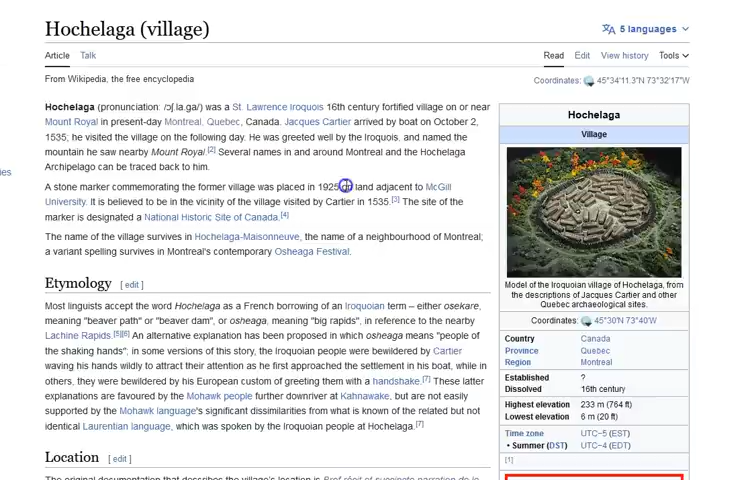 Hochelaga (village)
5 languages
Article Talk Read Edit View history Tools
From Wikipedia, the free encyclopedia
Coordinates: 45°34′11.3″N 73°32′17″W
Hochelaga (pronunciation: /ɔʃ.la.ga/) was a St. Lawrence Iroquois 16th century fortified village on or near
Mount Royal in present-day Montreal, Quebec, Canada. Jacques Cartier arrived by boat on October 2,
1535; he visited the village on the following day. He was greeted well by the Iroquois, and named the
mountain he saw nearby Mount Royal.[2] Several names in and around Montreal and the Hochelaga
Archipelago can be traced back to him.
ies
A stone marker commemorating the former village was placed in 1925 on land adjacent to McGill
University. It is believed to be in the vicinity of the village visited by Cartier in 1535.[3] The site of the
marker is designated a National Historic Site of Canada.[4]
The name of the village survives in Hochelaga-Maisonneuve, the name of a neighbourhood of Montreal;
a variant spelling survives in Montreal's contemporary Osheaga Festival.
Etymology [ edit ]
Most linguists accept the word Hochelaga as a French borrowing of an Iroquoian term – either osekare,
meaning "beaver path" or "beaver dam", or osheaga, meaning "big rapids", in reference to the nearby
Lachine Rapids.[5][6] An alternative explanation has been proposed in which osheaga means "people of
the shaking hands"; in some versions of this story, the Iroquoian people were bewildered by Cartier
waving his hands wildly to attract their attention as he first approached the settlement in his boat, while in
others, they were bewildered by his European custom of greeting them with a handshake.[7] These latter
explanations are favoured by the Mohawk people further downriver at Kahnawake, but are not easily
supported by the Mohawk language's significant dissimilarities from what is known of the related but not
identical Laurentian language, which was spoken by the Iroquoian people at Hochelaga.[7]
Location [ edit ]
The original documentation that describes the village's location is Bref récit et succincte narration de la
Hochelaga
Village
Model of the Iroquoian village of Hochelaga, from
the descriptions of Jacques Cartier and other
Quebec archaeological sites.
Coordinates: 45°30′N 73°40′W
Country Canada
Province Quebec
Region Montreal
Established ?
Dissolved 16th century
Highest elevation 233 m (764 ft)
Lowest elevation 6 m (20 ft)
Time zone UTC−5 (EST)
• Summer (DST) UTC−4 (EDT)
[1]